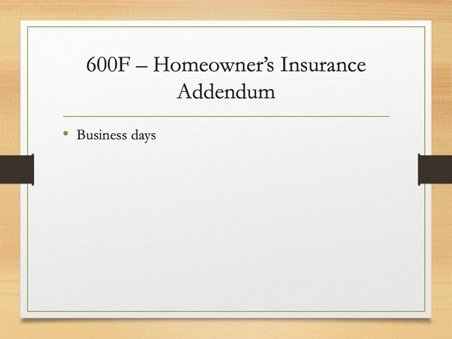 600F – Homeowner’s Insurance
Addendum
• Business days